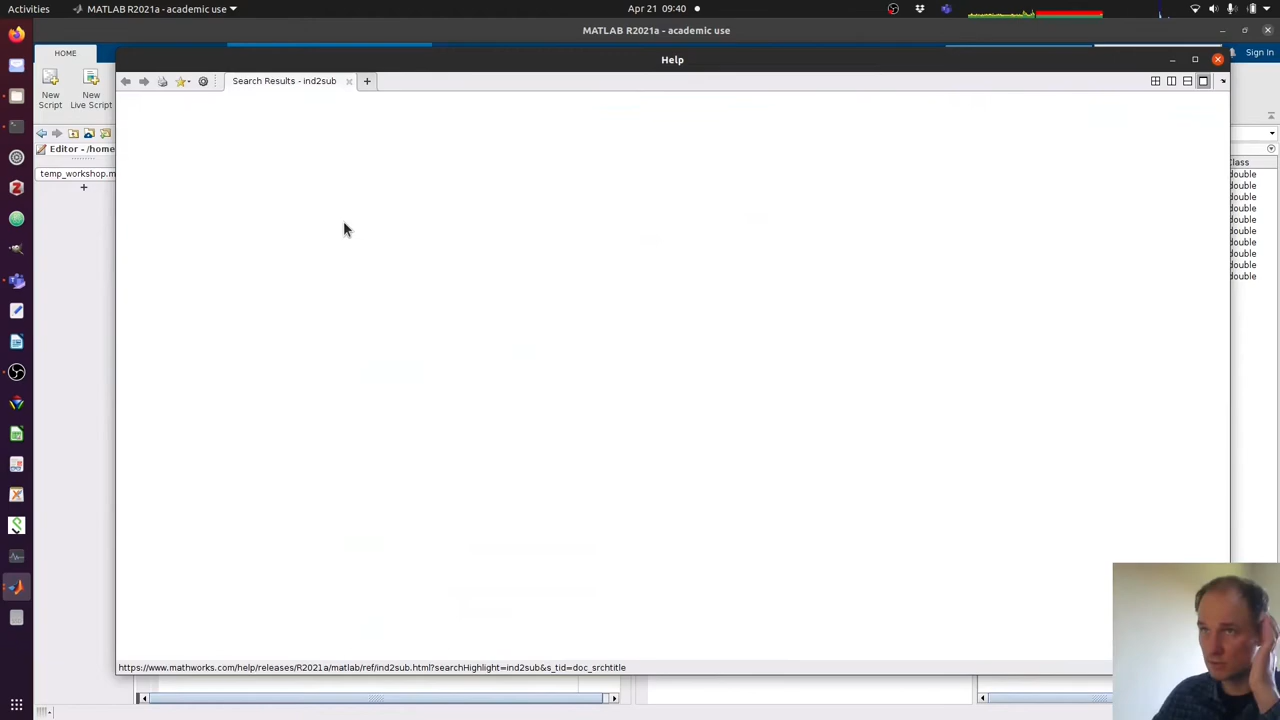 Activities
MATLAB R2021a - academic use
Apr 21 09:40
MATLAB R2021a - academic use
HOME
Sign In
Help
New
Script
New
Live Script
Search Results - ind2sub
Editor - /home
temp_workshop.m
Class
double
double
double
double
double
double
double
double
double
double
https://www.mathworks.com/help/releases/R2021a/matlab/ref/ind2sub.html?searchHighlight=ind2sub&s_tid=doc_srchtitle